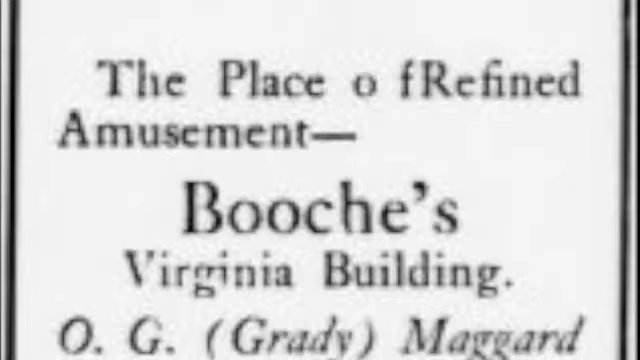 The Place o fRefined
Amusement—
Booche's
Virginia Building.
O. G. (Grady) Maggard